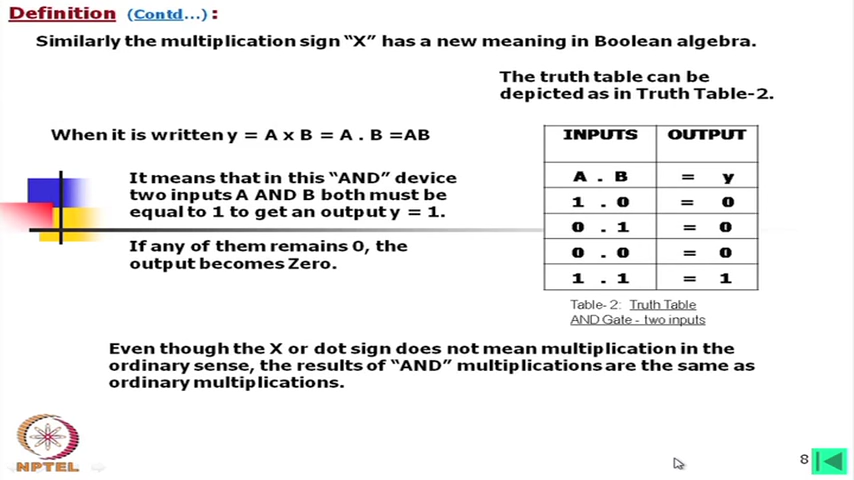 Definition (Contd…) :
Similarly the multiplication sign “X” has a new meaning in Boolean algebra.
The truth table can be
depicted as in Truth Table-2.
When it is written y = A x B = A . B =AB
It means that in this “AND” device
two inputs A AND B both must be
equal to 1 to get an output y = 1.
If any of them remains 0, the
output becomes Zero.
INPUTS OUTPUT
A . B = y
1 . 0 = 0
0 . 1 = 0
0 . 0 = 0
1 . 1 = 1
Table- 2: Truth Table
AND Gate - two inputs
Even though the X or dot sign does not mean multiplication in the
ordinary sense, the results of “AND” multiplications are the same as
ordinary multiplications.
NPTEL
8